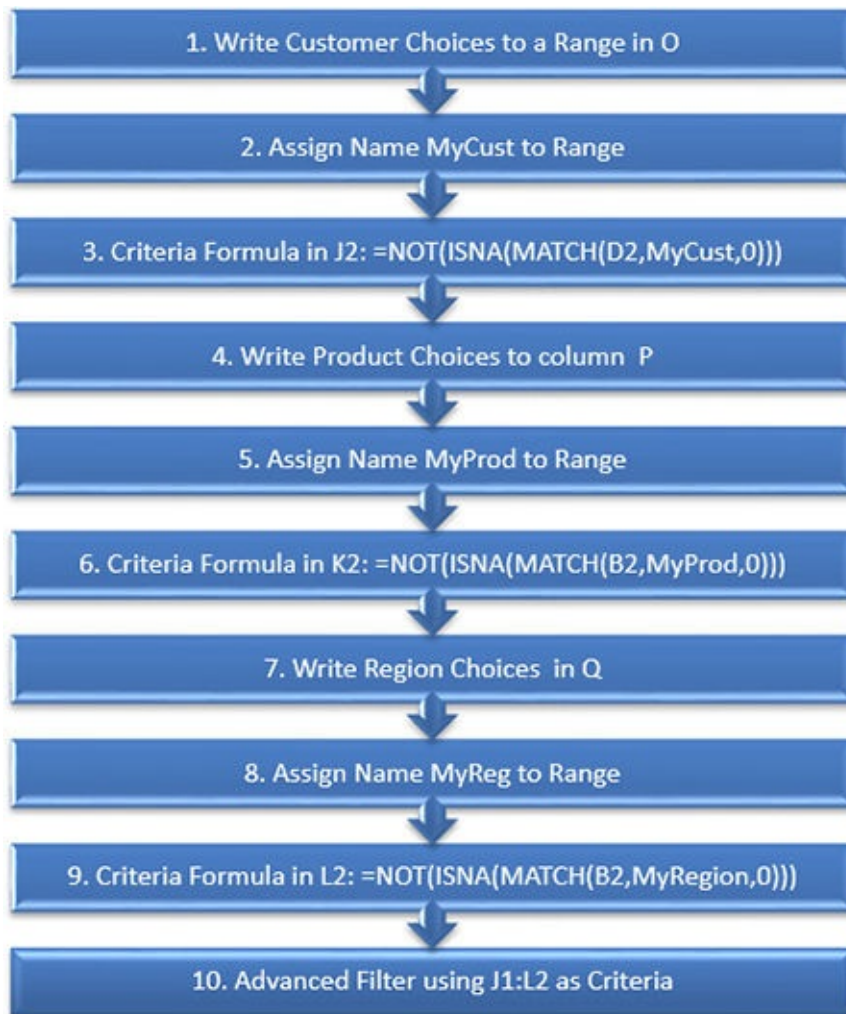 1. Write Customer Choices to a Range in O
2. Assign Name MyCust to Range
3. Criteria Formula in J2: =NOT(ISNA(MATCH(D2,MyCust,0)))
4. Write Product Choices to column P
5. Assign Name MyProd to Range
6. Criteria Formula in K2: =NOT(ISNA(MATCH(B2,MyProd,0)))
7. Write Region Choices in Q
8. Assign Name MyReg to Range
9. Criteria Formula in L2: =NOT(ISNA(MATCH(B2,MyRegion,0)))
10. Advanced Filter using J1:L2 as Criteria